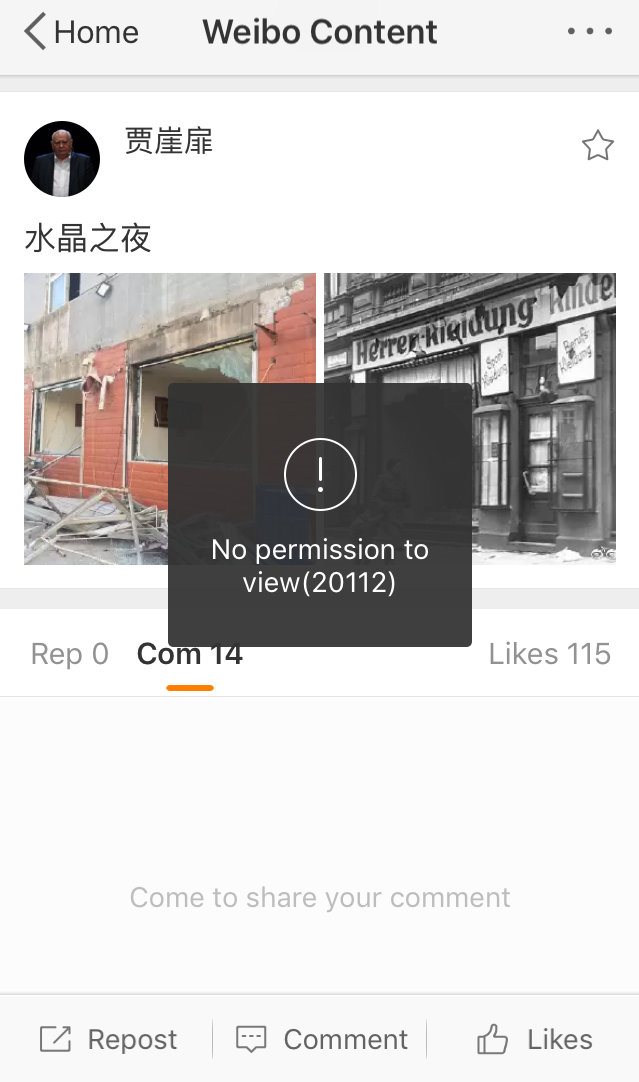 Home
Weibo Content
贾崖扉
水晶之夜
Herren-Kleidung Kinde
Sport
Kleidung
Berufs-
Kleidung
No permission to
view(20112)
Rep 0
Com 14
Likes 115
Come to share your comment
Repost
Comment
Likes